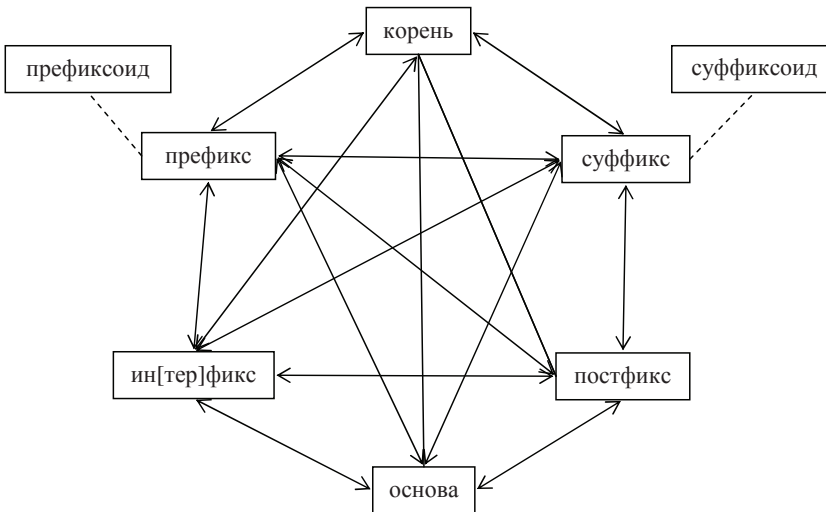 корень
префиксоид
суффиксоид
префикс
суффикс
ин[тер]фикс
постфикс
основа